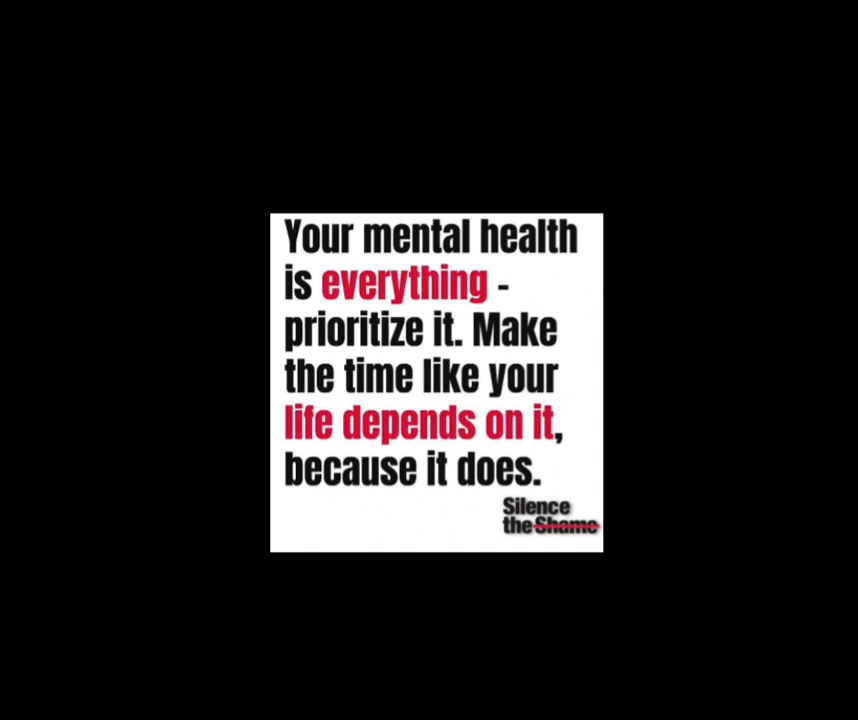 Your mental health
is everything -
prioritize it. Make
the time like your
life depends on it,
because it does.
Silence
the Shame